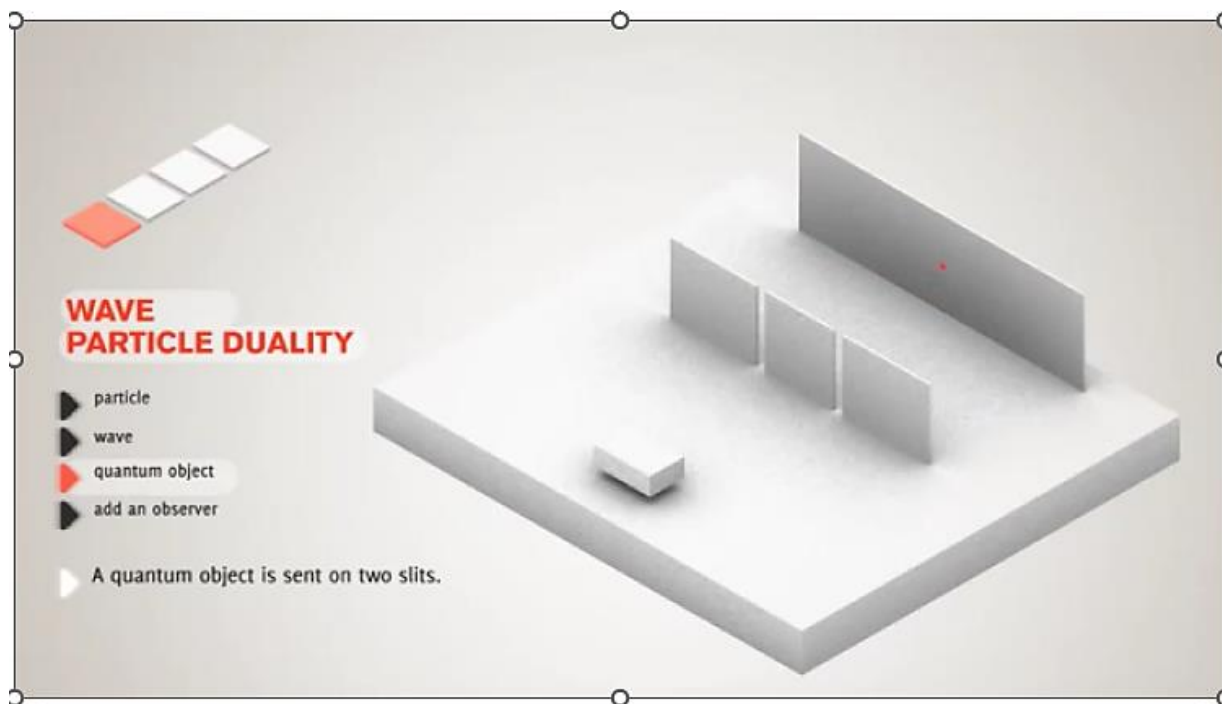 WAVE
PARTICLE DUALITY
particle
wave
quantum object
add an observer
A quantum object is sent on two slits.